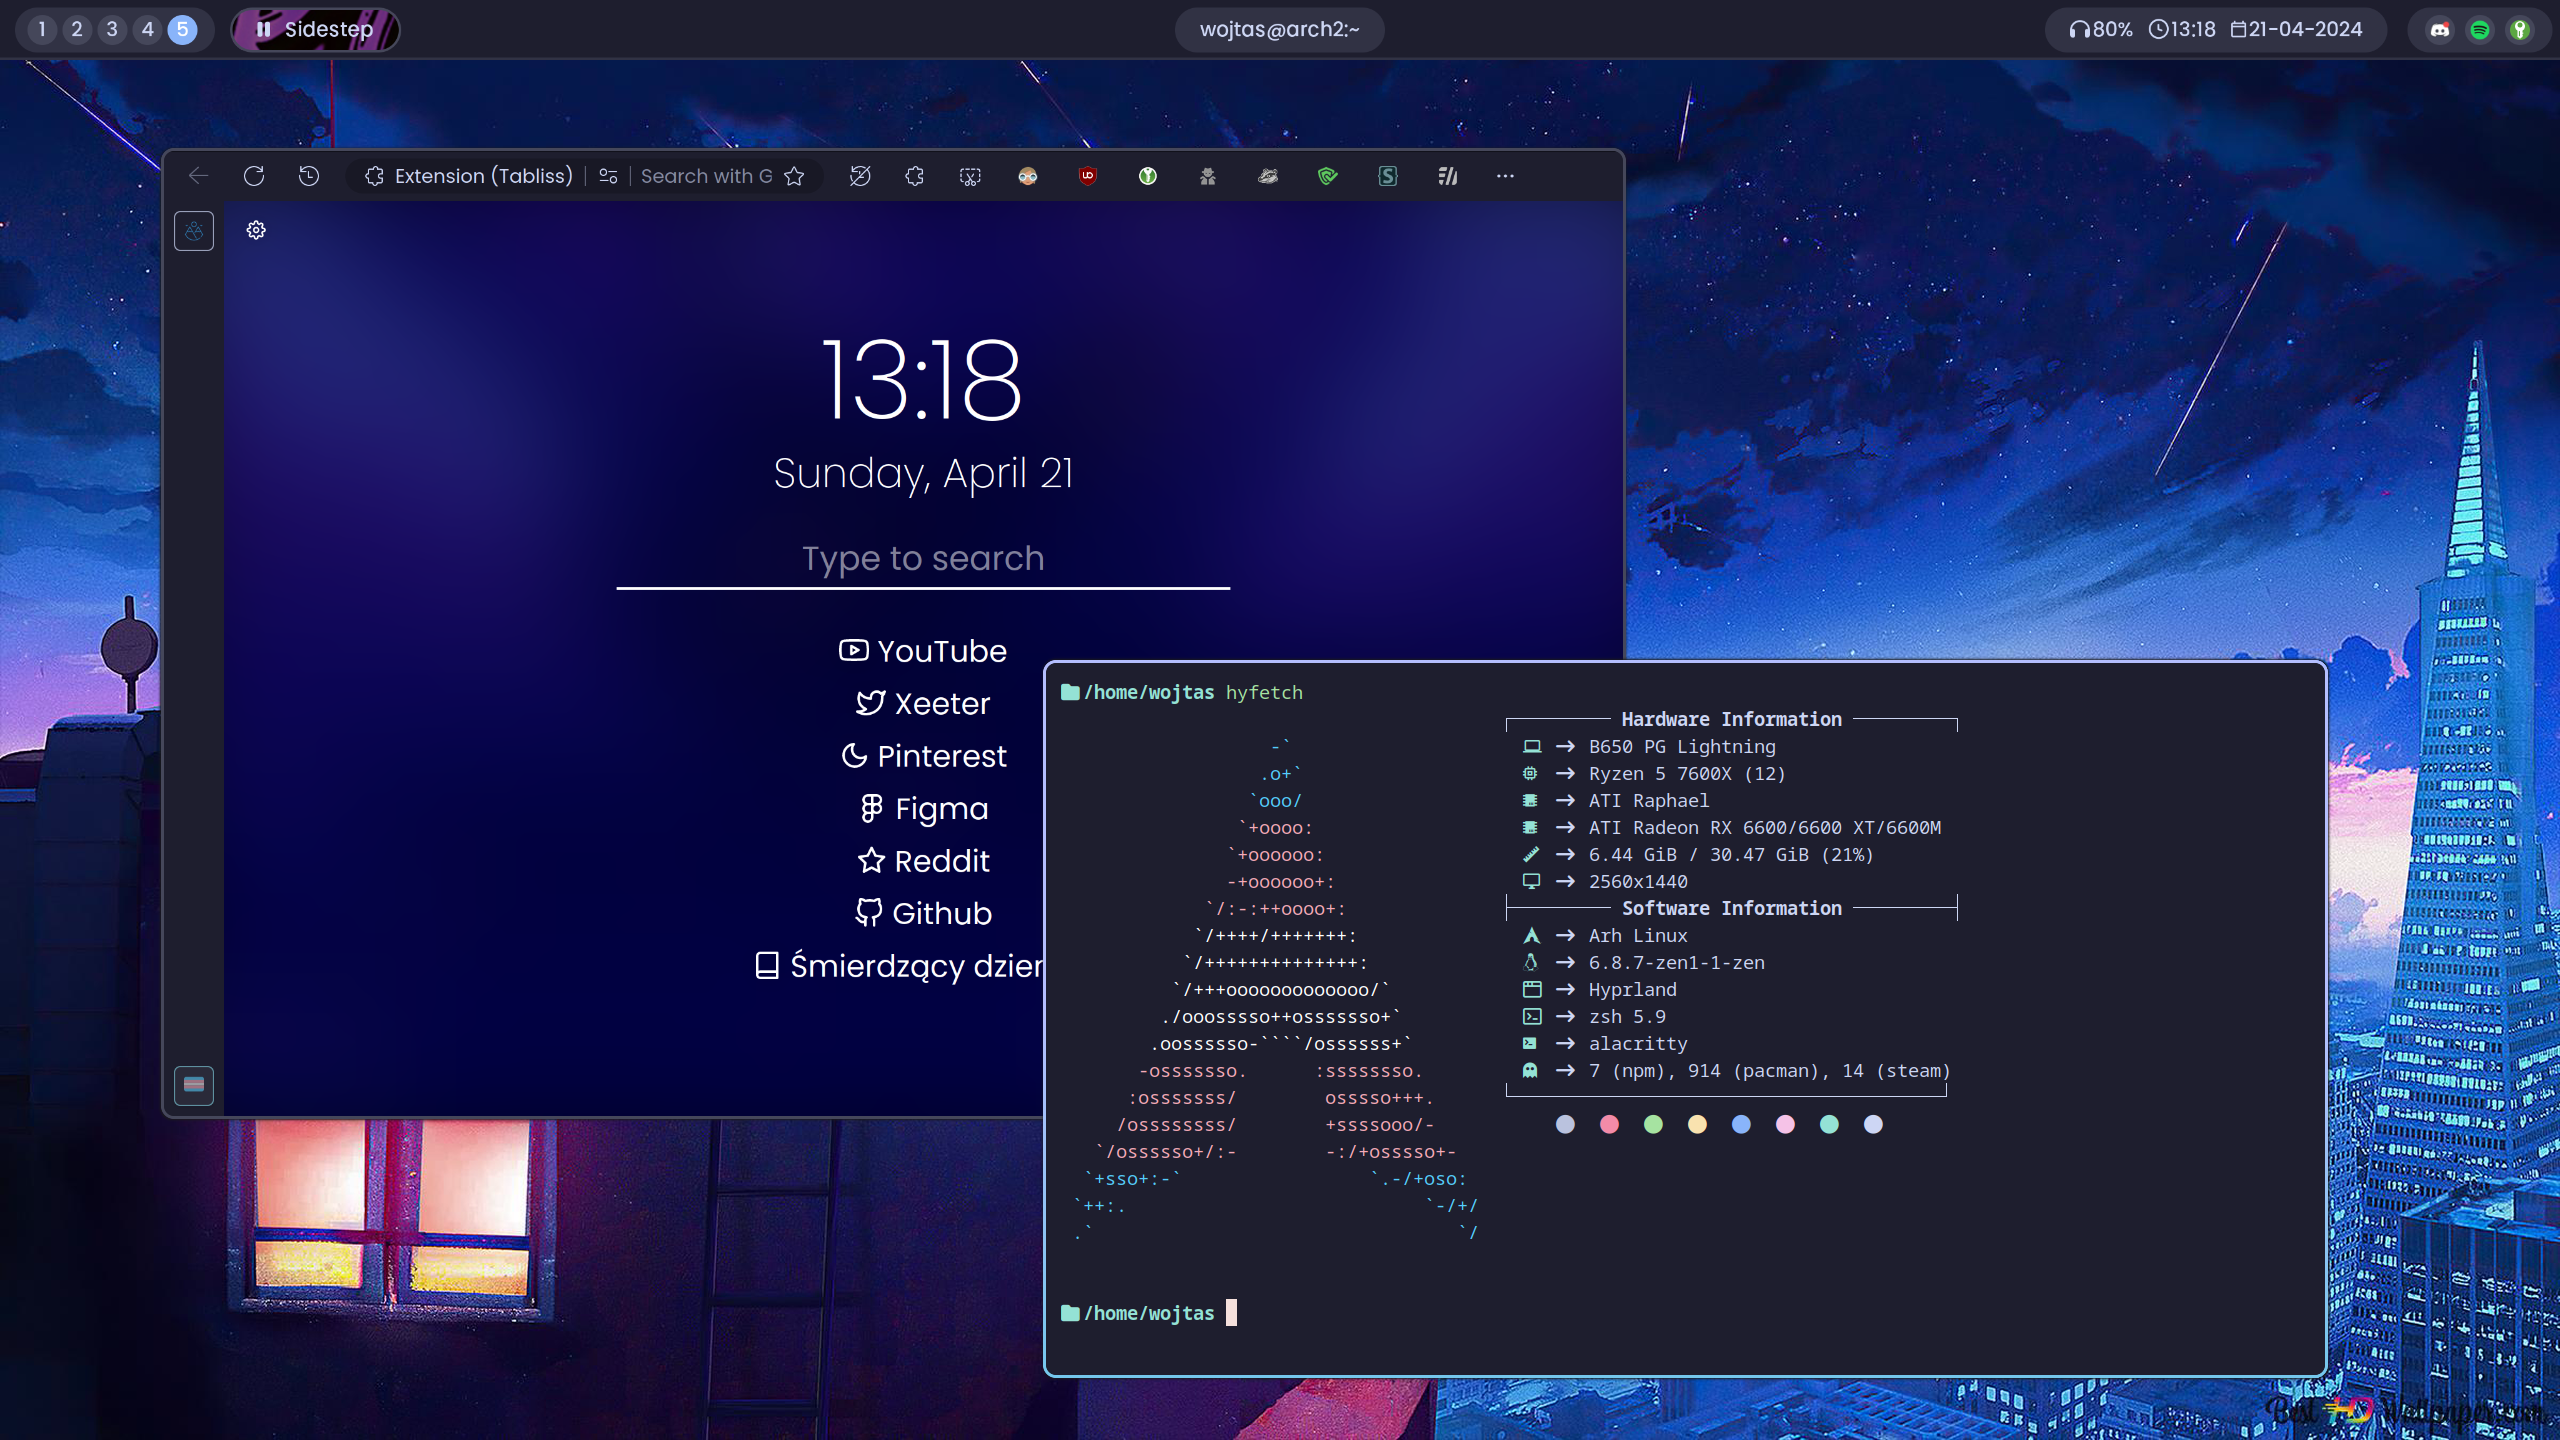 1 2 3 4 5 Sidestep wojtas@arch2:~ 80% 13:18 21-04-2024
Extension (Tabliss) Search with G
13:18
Sunday, April 21
Type to search
YouTube
Xeeter
Pinterest
Figma
Reddit
Github
Śmierdzący dzien
/home/wojtas hyfetch
Hardware Information
B650 PG Lightning
Ryzen 5 7600X (12)
ATI Raphael
ATI Radeon RX 6600/6600 XT/6600M
6.44 GiB / 30.47 GiB (21%)
2560x1440
Software Information
Arh Linux
6.8.7-zen1-1-zen
Hyprland
zsh 5.9
alacritty
7 (npm), 914 (pacman), 14 (steam)
-`
.o+`
`ooo/
`+oooo:
`+oooooo:
-+oooooo+:
`/:-:++oooo+:
`/++++/+++++++:
`/++++++++++++++:
`/+++ooooooooooooo/`
./ooosssso++osssssso+`
.oossssso-````/ossssss+`
-osssssso. :ssssssso.
:osssssss/ osssso+++.
/ossssssss/ +ssssooo/-
`/ossssso+/:- -:/+osssso+-
`+sso+:-` `.-/+oso:
`++:. `-/+/
.` `/
/home/wojtas
Best HD Wallpaper.com